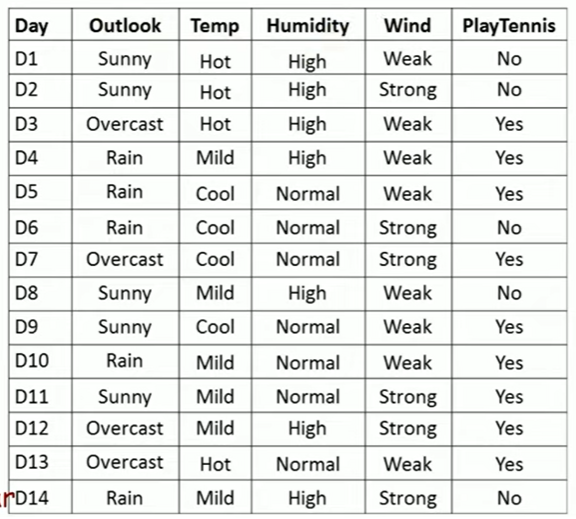 Day Outlook Temp Humidity Wind PlayTennis
D1 Sunny Hot High Weak No
D2 Sunny Hot High Strong No
D3 Overcast Hot High Weak Yes
D4 Rain Mild High Weak Yes
D5 Rain Cool Normal Weak Yes
D6 Rain Cool Normal Strong No
D7 Overcast Cool Normal Strong Yes
D8 Sunny Mild High Weak No
D9 Sunny Cool Normal Weak Yes
D10 Rain Mild Normal Weak Yes
D11 Sunny Mild Normal Strong Yes
D12 Overcast Mild High Strong Yes
D13 Overcast Hot Normal Weak Yes
D14 Rain Mild High Strong No